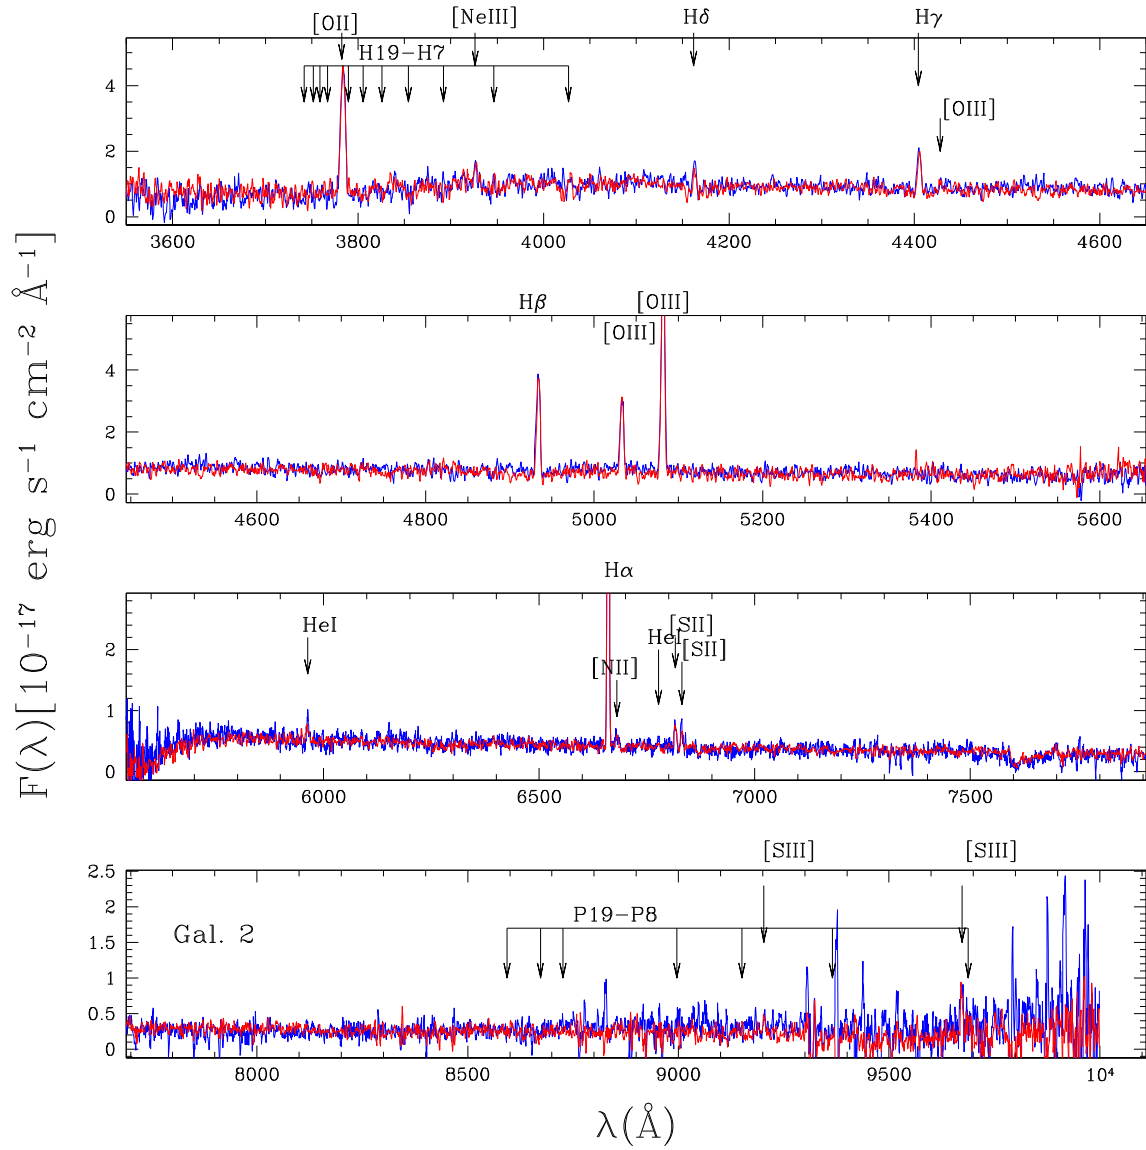 [OII] [NeIII] Hδ Hγ
H19−H7
[OIII]
4
2
0
3600 3800 4000 4200 4400 4600
Hβ [OIII]
[OIII]
4
2
0
4600 4800 5000 5200 5400 5600
Hα
HeI [SII]
HeI [SII]
[NII]
2
1
0
6000 6500 7000 7500
[SIII] [SIII]
P19−P8
Gal. 2
2.5
2
1.5
1
0.5
0
8000 8500 9000 9500 10⁴
λ(Å)
F(λ)[10⁻¹⁷ erg s⁻¹ cm⁻² Å⁻¹]